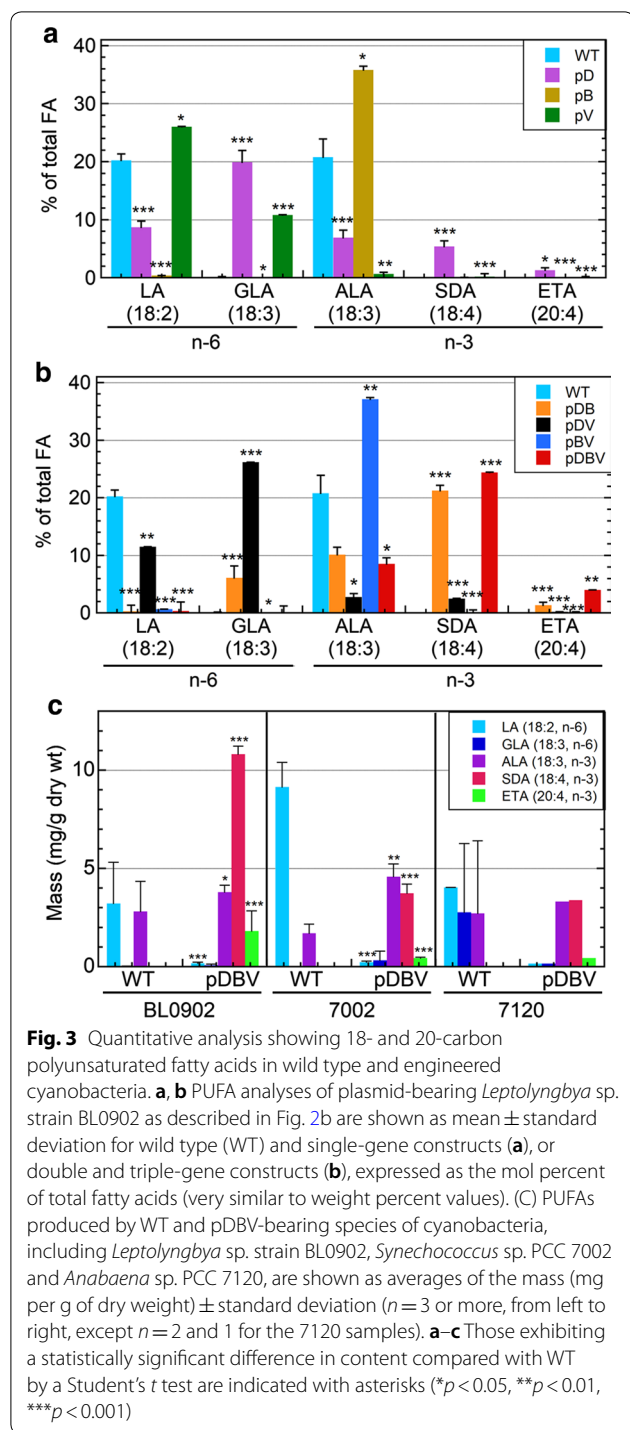 a
WT
pD
pB
pV
% of total FA
40
30
20
10
0
***
***
*
***
*
***
***
*
**
***
***
*
***
***
LA
(18:2)
GLA
(18:3)
ALA
(18:3)
SDA
(18:4)
ETA
(20:4)
n-6
n-3
b
WT
pDB
pDV
pBV
pDBV
% of total FA
40
30
20
10
0
***
**
***
***
***
***
*
*
**
*
***
***
***
***
***
***
***
**
LA
(18:2)
GLA
(18:3)
ALA
(18:3)
SDA
(18:4)
ETA
(20:4)
n-6
n-3
c
LA (18:2, n-6)
GLA (18:3, n-6)
ALA (18:3, n-3)
SDA (18:4, n-3)
ETA (20:4, n-3)
Mass (mg/g dry wt)
10
5
0
***
*
***
***
***
**
***
***
WT
pDBV
WT
pDBV
WT
pDBV
BL0902
7002
7120
Fig. 3 Quantitative analysis showing 18- and 20-carbon
polyunsaturated fatty acids in wild type and engineered
cyanobacteria. a, b PUFA analyses of plasmid-bearing Leptolyngbya sp.
strain BL0902 as described in Fig. 2b are shown as mean ± standard
deviation for wild type (WT) and single-gene constructs (a), or
double and triple-gene constructs (b), expressed as the mol percent
of total fatty acids (very similar to weight percent values). (C) PUFAs
produced by WT and pDBV-bearing species of cyanobacteria,
including Leptolyngbya sp. strain BL0902, Synechococcus sp. PCC 7002
and Anabaena sp. PCC 7120, are shown as averages of the mass (mg
per g of dry weight) ± standard deviation (n = 3 or more, from left to
right, except n = 2 and 1 for the 7120 samples). a–c Those exhibiting
a statistically significant difference in content compared with WT
by a Student's t test are indicated with asterisks (*p < 0.05, **p < 0.01,
***p < 0.001)